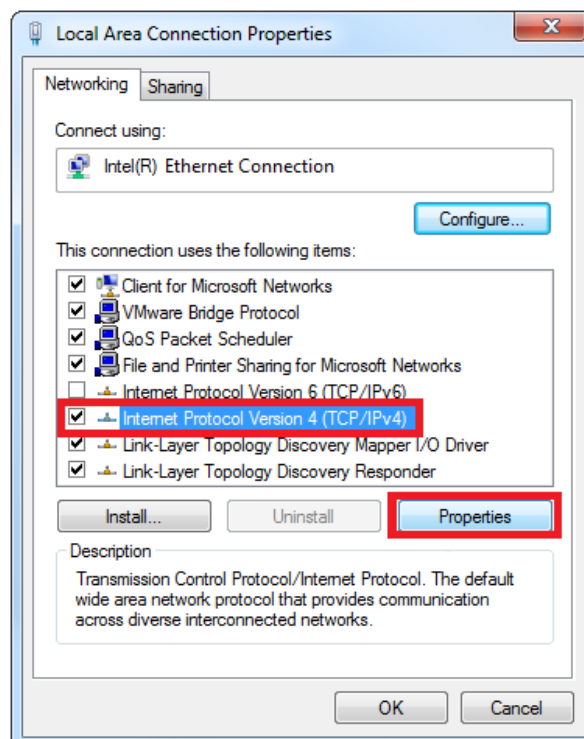 Local Area Connection Properties
Networking
Sharing
Connect using:
Intel(R) Ethernet Connection
Configure...
This connection uses the following items:
Client for Microsoft Networks
VMware Bridge Protocol
QoS Packet Scheduler
File and Printer Sharing for Microsoft Networks
Internet Protocol Version 6 (TCP/IPv6)
Internet Protocol Version 4 (TCP/IPv4)
Link-Layer Topology Discovery Mapper I/O Driver
Link-Layer Topology Discovery Responder
Install...
Uninstall
Properties
Description
Transmission Control Protocol/Internet Protocol. The default
wide area network protocol that provides communication
across diverse interconnected networks.
OK
Cancel